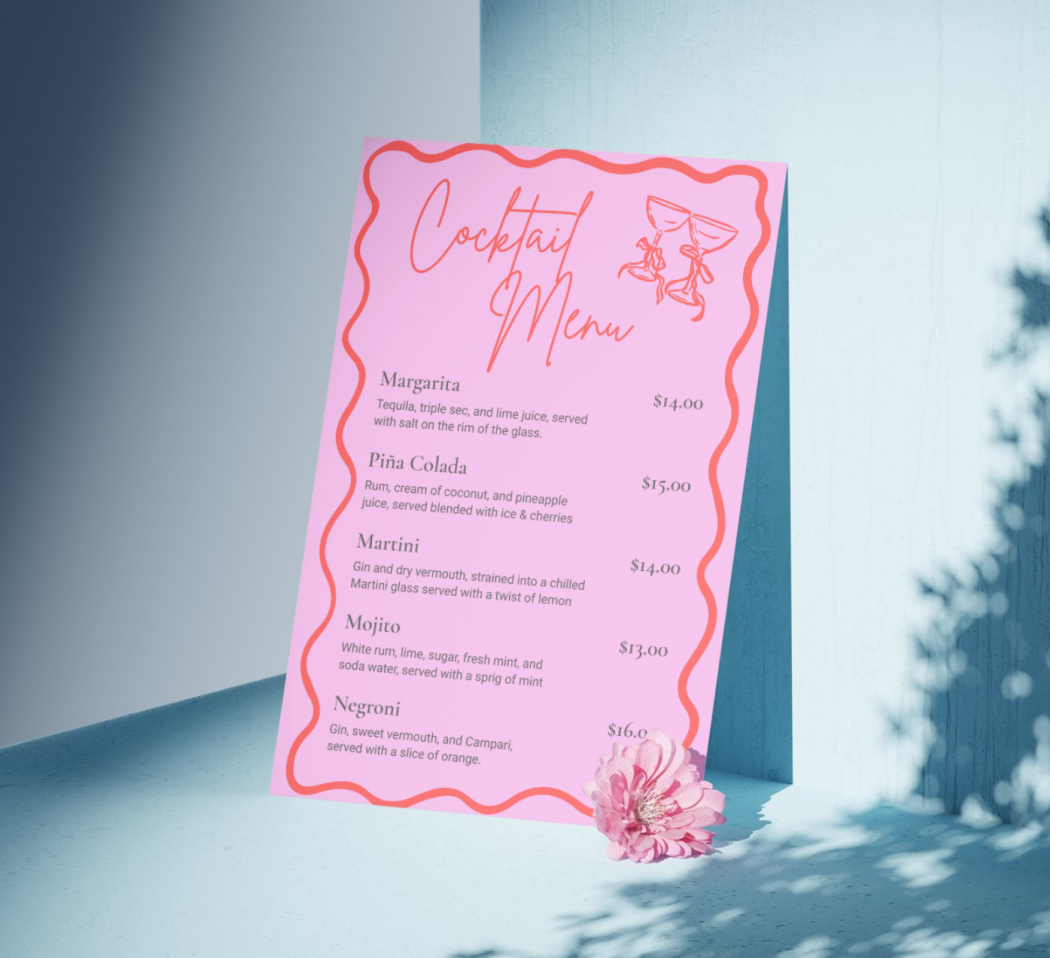 Cocktail
Menu
Margarita
$14.00
Tequila, triple sec, and lime juice, served
with salt on the rim of the glass.
Piña Colada
$15.00
Rum, cream of coconut, and pineapple
juice, served blended with ice & cherries
Martini
$14.00
Gin and dry vermouth, strained into a chilled
Martini glass served with a twist of lemon
Mojito
$13.00
White rum, lime, sugar, fresh mint, and
soda water, served with a sprig of mint
Negroni
$16.0
Gin, sweet vermouth, and Campari,
served with a slice of orange.